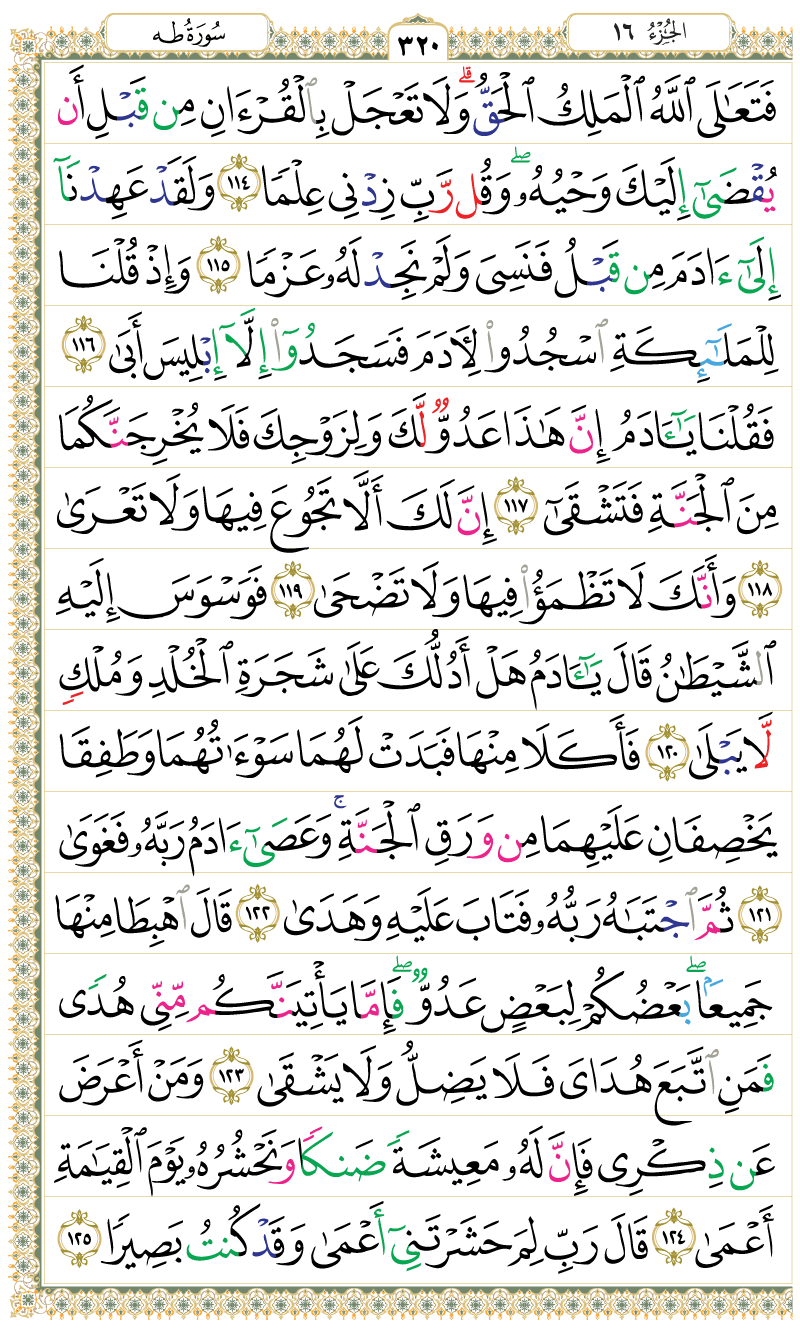 الجُزْءُ ١٦
٣٢٠
سُورَةُ طه
فَتَعَٰلَى ٱللَّهُ ٱلْمَلِكُ ٱلْحَقُّ ۗ وَلَا تَعْجَلْ بِٱلْقُرْءَانِ مِن قَبْلِ أَن
يُقْضَىٰٓ إِلَيْكَ وَحْيُهُۥ ۖ وَقُل رَّبِّ زِدْنِى عِلْمًا ١١٤ وَلَقَدْ عَهِدْنَآ
إِلَىٰٓ ءَادَمَ مِن قَبْلُ فَنَسِىَ وَلَمْ نَجِدْ لَهُۥ عَزْمًا ١١٥ وَإِذْ قُلْنَا
لِلْمَلَٰٓئِكَةِ ٱسْجُدُوا۟ لِءَادَمَ فَسَجَدُوٓا۟ إِلَّآ إِبْلِيسَ أَبَىٰ ١١٦
فَقُلْنَا يَٰٓـَٔادَمُ إِنَّ هَٰذَا عَدُوٌّ لَّكَ وَلِزَوْجِكَ فَلَا يُخْرِجَنَّكُمَا
مِنَ ٱلْجَنَّةِ فَتَشْقَىٰٓ ١١٧ إِنَّ لَكَ أَلَّا تَجُوعَ فِيهَا وَلَا تَعْرَىٰ
١١٨ وَأَنَّكَ لَا تَظْمَؤُا۟ فِيهَا وَلَا تَضْحَىٰ ١١٩ فَوَسْوَسَ إِلَيْهِ
ٱلشَّيْطَٰنُ قَالَ يَٰٓـَٔادَمُ هَلْ أَدُلُّكَ عَلَىٰ شَجَرَةِ ٱلْخُلْدِ وَمُلْكٍ
لَّا يَبْلَىٰ ١٢٠ فَأَكَلَا مِنْهَا فَبَدَتْ لَهُمَا سَوْءَٰتُهُمَا وَطَفِقَا
يَخْصِفَانِ عَلَيْهِمَا مِن وَرَقِ ٱلْجَنَّةِ ۚ وَعَصَىٰٓ ءَادَمُ رَبَّهُۥ فَغَوَىٰ
١٢١ ثُمَّ ٱجْتَبَٰهُ رَبُّهُۥ فَتَابَ عَلَيْهِ وَهَدَىٰ ١٢٢ قَالَ ٱهْبِطَا مِنْهَا
جَمِيعًۢا ۖ بَعْضُكُمْ لِبَعْضٍ عَدُوٌّ ۖ فَإِمَّا يَأْتِيَنَّكُم مِّنِّى هُدًى
فَمَنِ ٱتَّبَعَ هُدَاىَ فَلَا يَضِلُّ وَلَا يَشْقَىٰ ١٢٣ وَمَنْ أَعْرَضَ
عَن ذِكْرِى فَإِنَّ لَهُۥ مَعِيشَةً ضَنكًا وَنَحْشُرُهُۥ يَوْمَ ٱلْقِيَٰمَةِ
أَعْمَىٰ ١٢٤ قَالَ رَبِّ لِمَ حَشَرْتَنِىٓ أَعْمَىٰ وَقَدْ كُنتُ بَصِيرًا ١٢٥